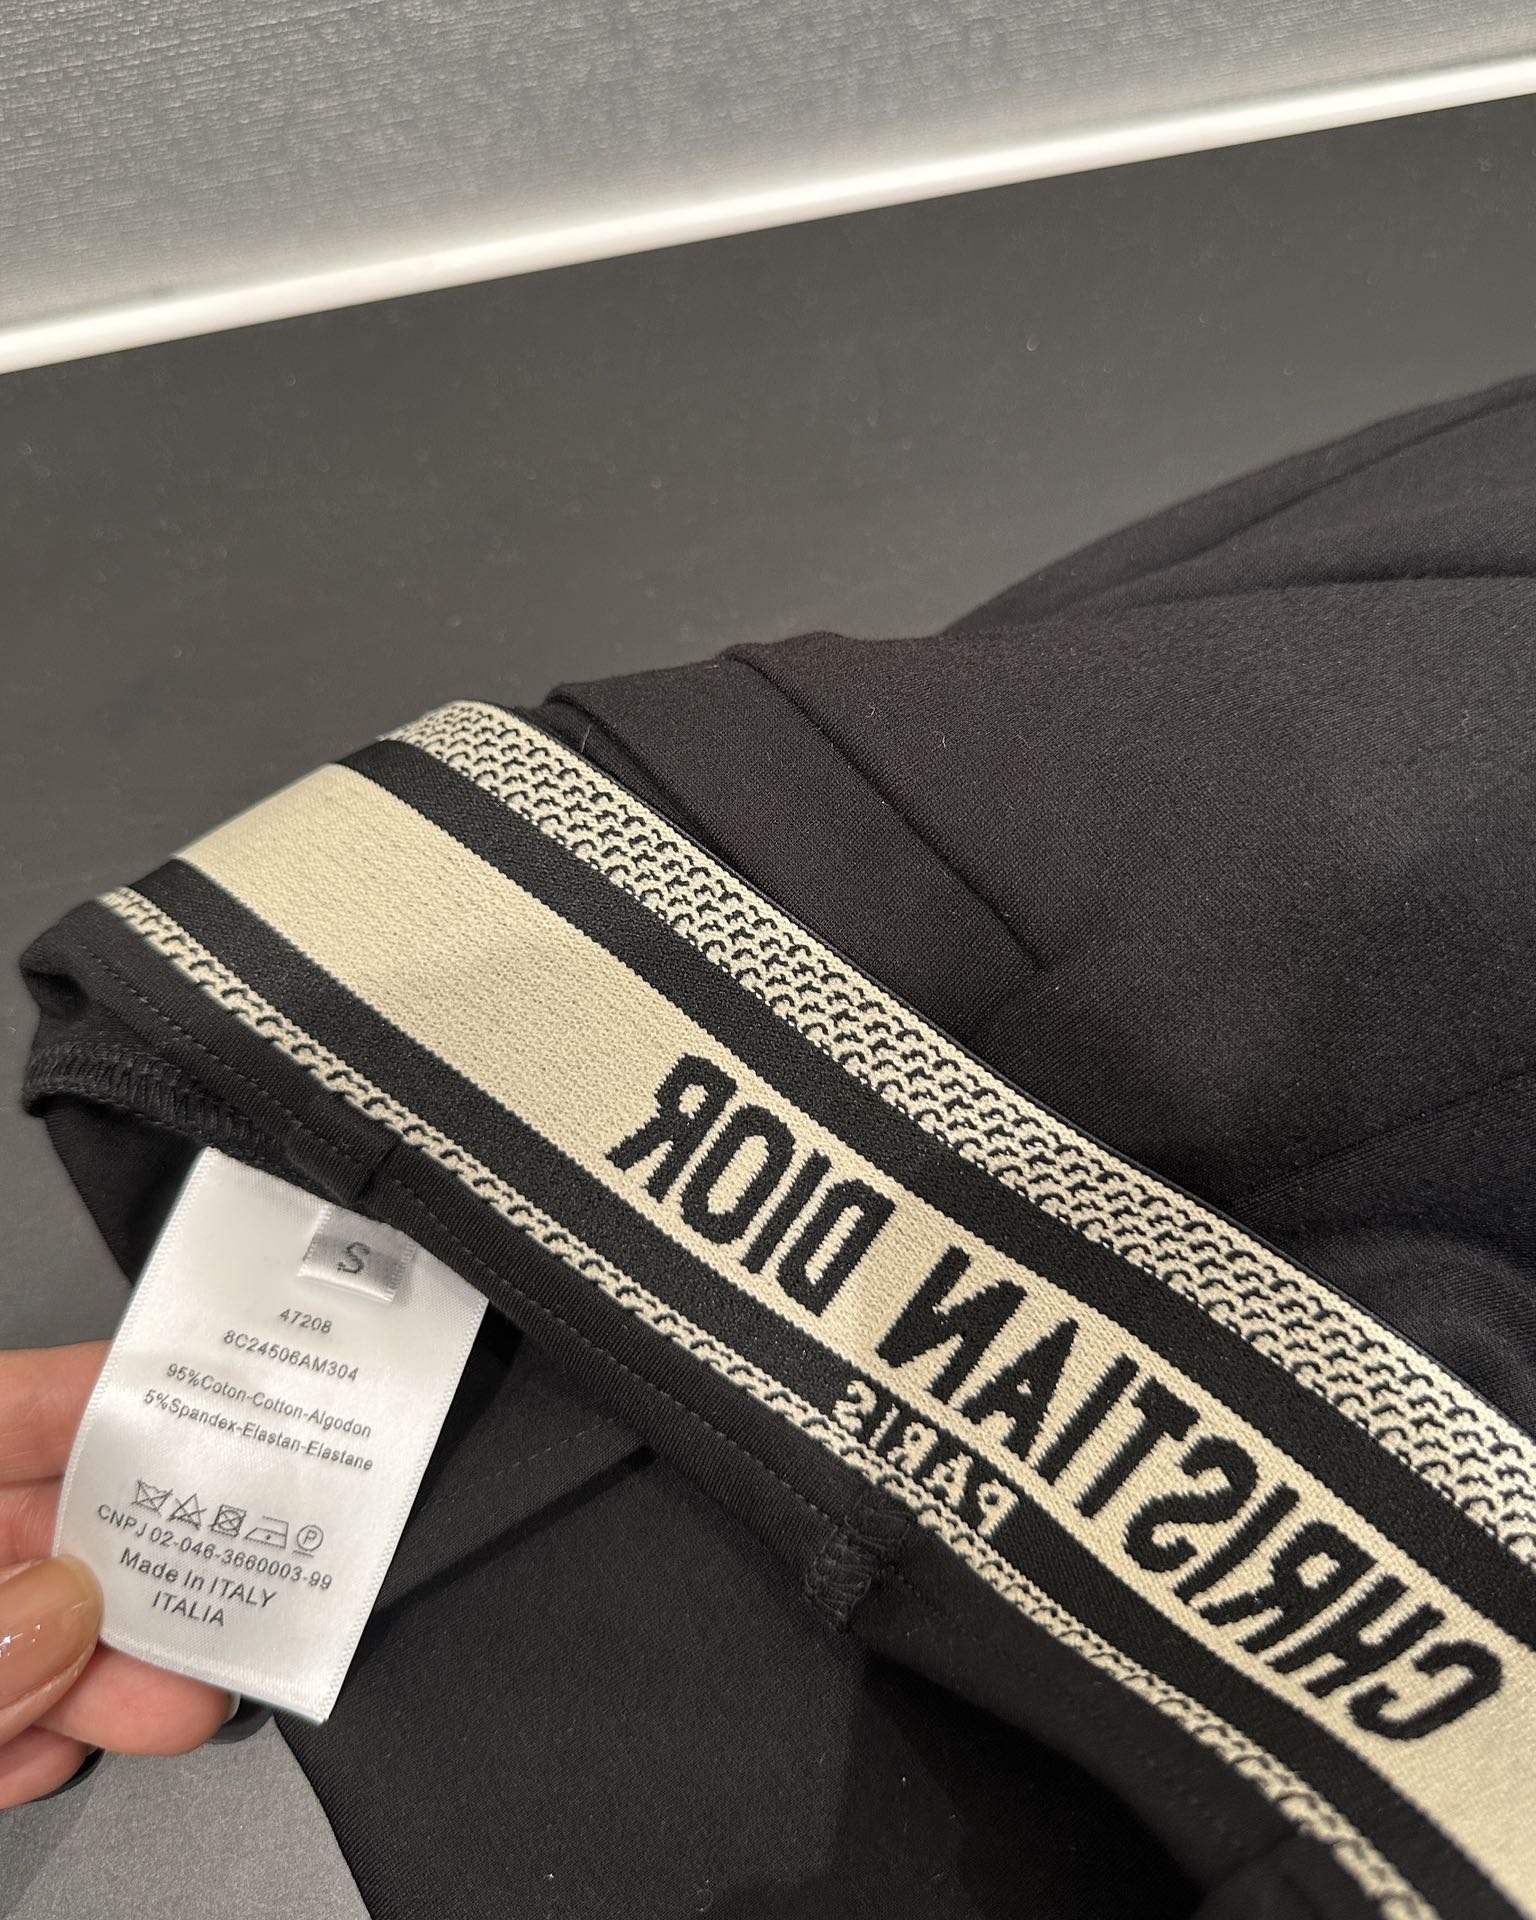 CHRISTIAN DIOR
PARIS
S
47208
8C24506AM304
95%Coton-Cotton-Algodon
5%Spandex-Elastan-Elastane
P
CNPJ 02-046-3660003-99
Made In ITALY
ITALIA